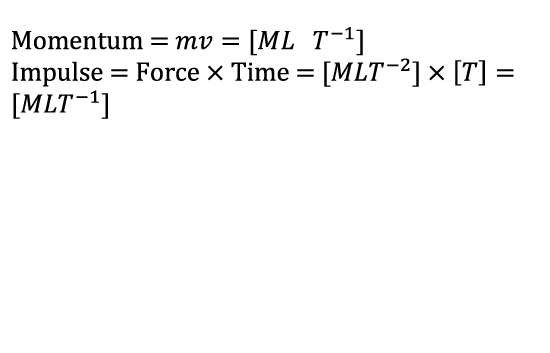 Momentum = mv = [ML T⁻¹]
Impulse = Force × Time = [MLT⁻²] × [T] =
[MLT⁻¹]